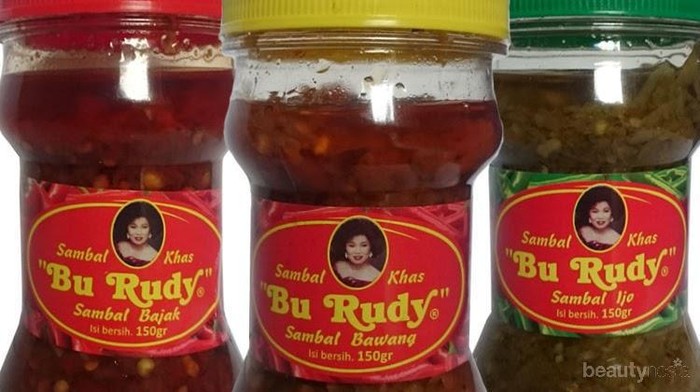 Sambal Khas
"Bu Rudy"®
Sambal Bajak
Isi bersih. 150gr
Sambal Khas
"Bu Rudy"®
Sambal Bawang
Isi bersih. 150gr
Sambal Khas
"Bu Rudy"®
Sambal Ijo
Isi bersih. 150gr
beautynesia